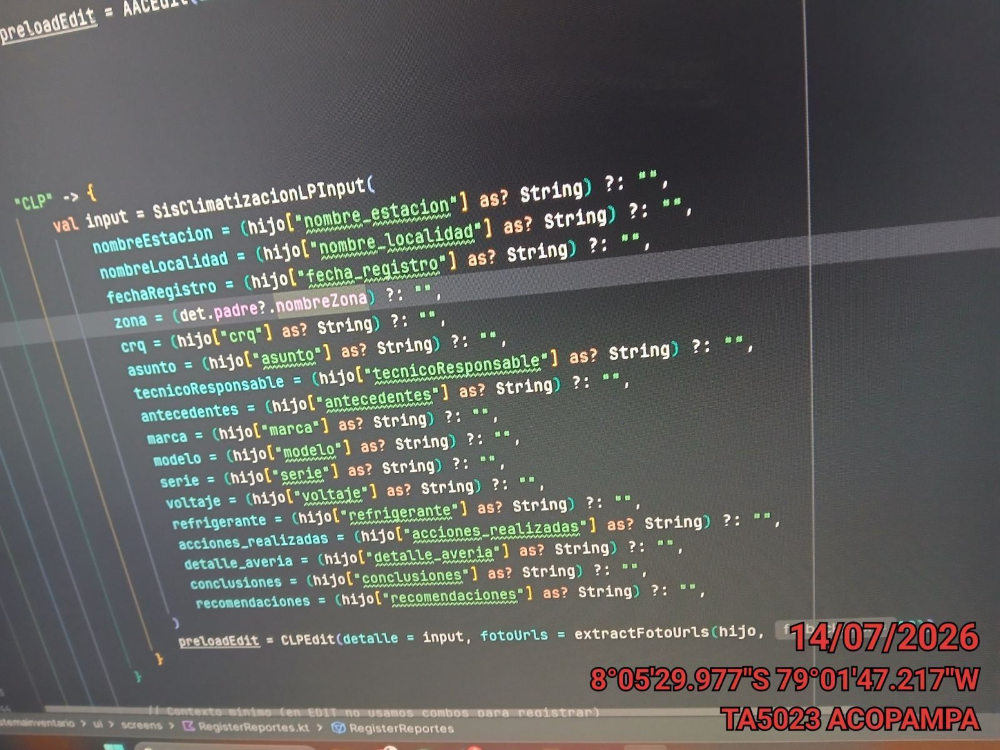 preloadEdit = AACEdit(
"CLP" -> {
val input = SisClimatizacionLPInput(
nombreEstacion = (hijo["nombre_estacion"] as? String) ?: "",
nombreLocalidad = (hijo["nombre_localidad"] as? String) ?: "",
fechaRegistro = (hijo["fecha_registro"] as? String) ?: "",
zona = (det.padre?.nombreZona) ?: "",
crq = (hijo["crq"] as? String) ?: "",
asunto = (hijo["asunto"] as? String) ?: "",
tecnicoResponsable = (hijo["tecnicoResponsable"] as? String) ?: "",
antecedentes = (hijo["antecedentes"] as? String) ?: "",
marca = (hijo["marca"] as? String) ?: "",
modelo = (hijo["modelo"] as? String) ?: "",
serie = (hijo["serie"] as? String) ?: "",
voltaje = (hijo["voltaje"] as? String) ?: "",
refrigerante = (hijo["refrigerante"] as? String) ?: "",
acciones_realizadas = (hijo["acciones_realizadas"] as? String) ?: "",
detalle_averia = (hijo["detalle_averia"] as? String) ?: "",
conclusiones = (hijo["conclusiones"] as? String) ?: "",
recomendaciones = (hijo["recomendaciones"] as? String) ?: "",
)
preloadEdit = CLPEdit(detalle = input, fotoUrls = extractFotoUrls(hijo,
}
}
// Contexto mínimo (en EDIT no usamos combos para registrar)
stemainventario > ui > screens > RegisterReportes.kt > RegisterReportes
14/07/2026
8°05'29.977"S 79°01'47.217"W
TA5023 ACOPAMPA